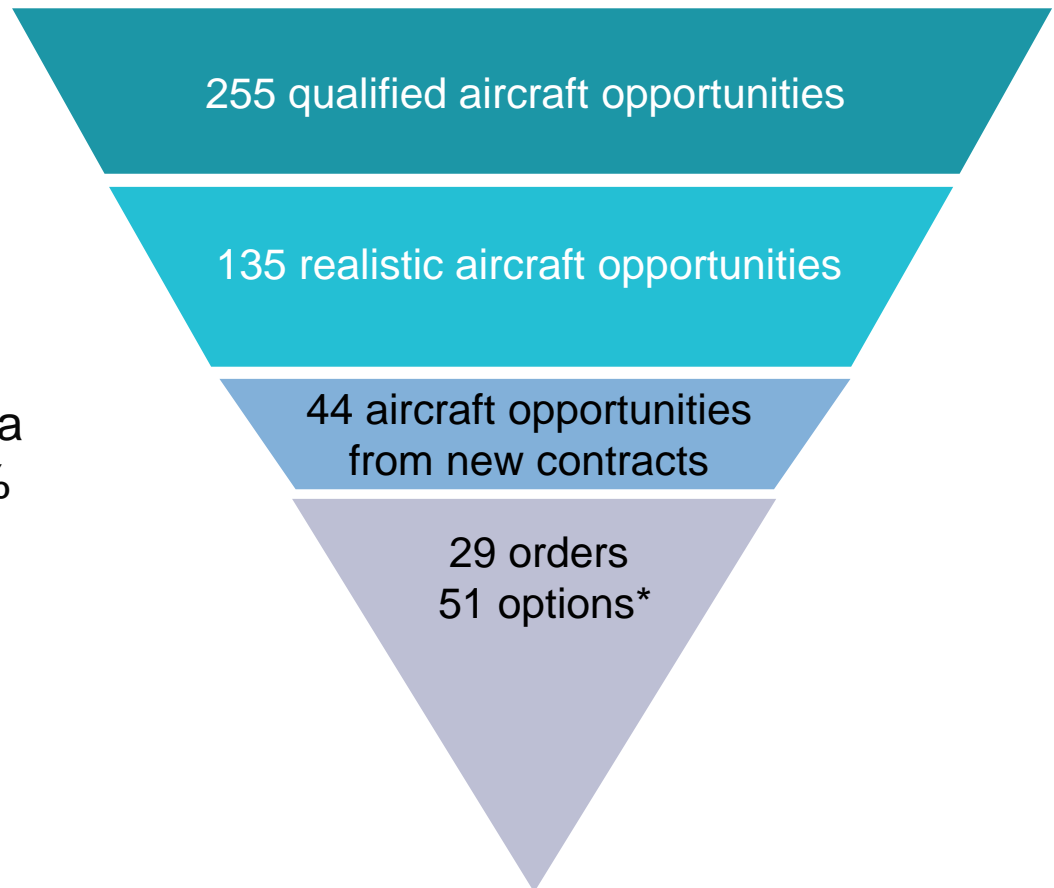 255 qualified aircraft opportunities
135 realistic aircraft opportunities
a
%
44 aircraft opportunities
from new contracts
29 orders
51 options*